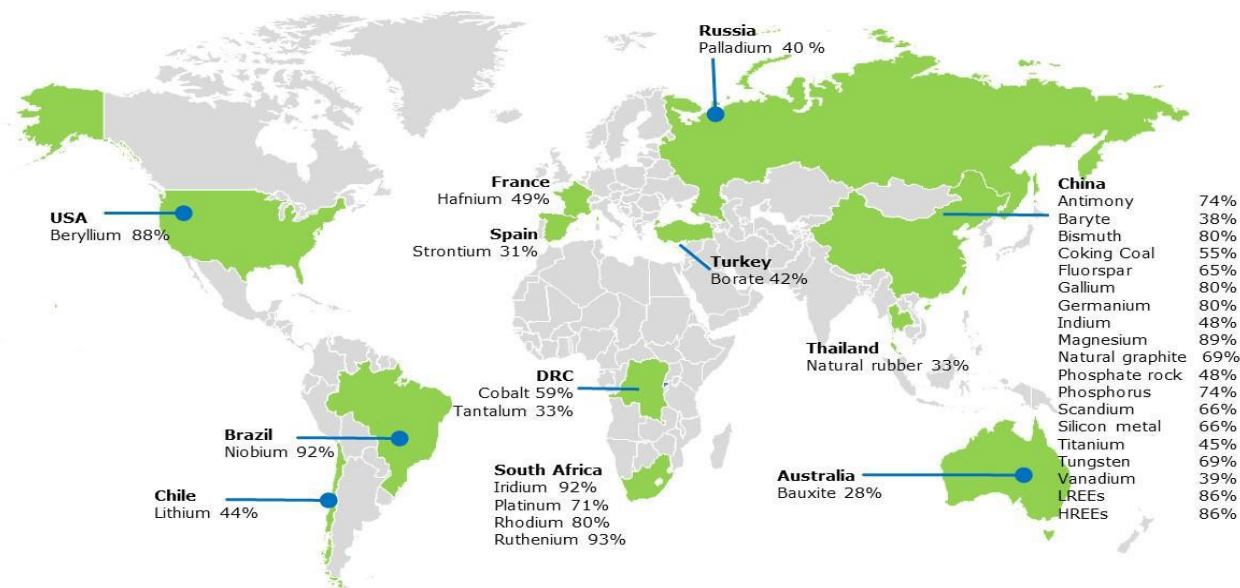 Russia
Palladium 40 %
France
Hafnium 49%
Spain
Strontium 31%
USA
Beryllium 88%
Turkey
Borate 42%
China
Antimony 74%
Baryte 38%
Bismuth 80%
Coking Coal 55%
Fluorspar 65%
Gallium 80%
Germanium 80%
Indium 48%
Magnesium 89%
Natural graphite 69%
Phosphate rock 48%
Phosphorus 74%
Scandium 66%
Silicon metal 66%
Titanium 45%
Tungsten 69%
Vanadium 39%
LREEs 86%
HREEs 86%
Thailand
Natural rubber 33%
DRC
Cobalt 59%
Tantalum 33%
Brazil
Niobium 92%
Chile
Lithium 44%
South Africa
Iridium 92%
Platinum 71%
Rhodium 80%
Ruthenium 93%
Australia
Bauxite 28%